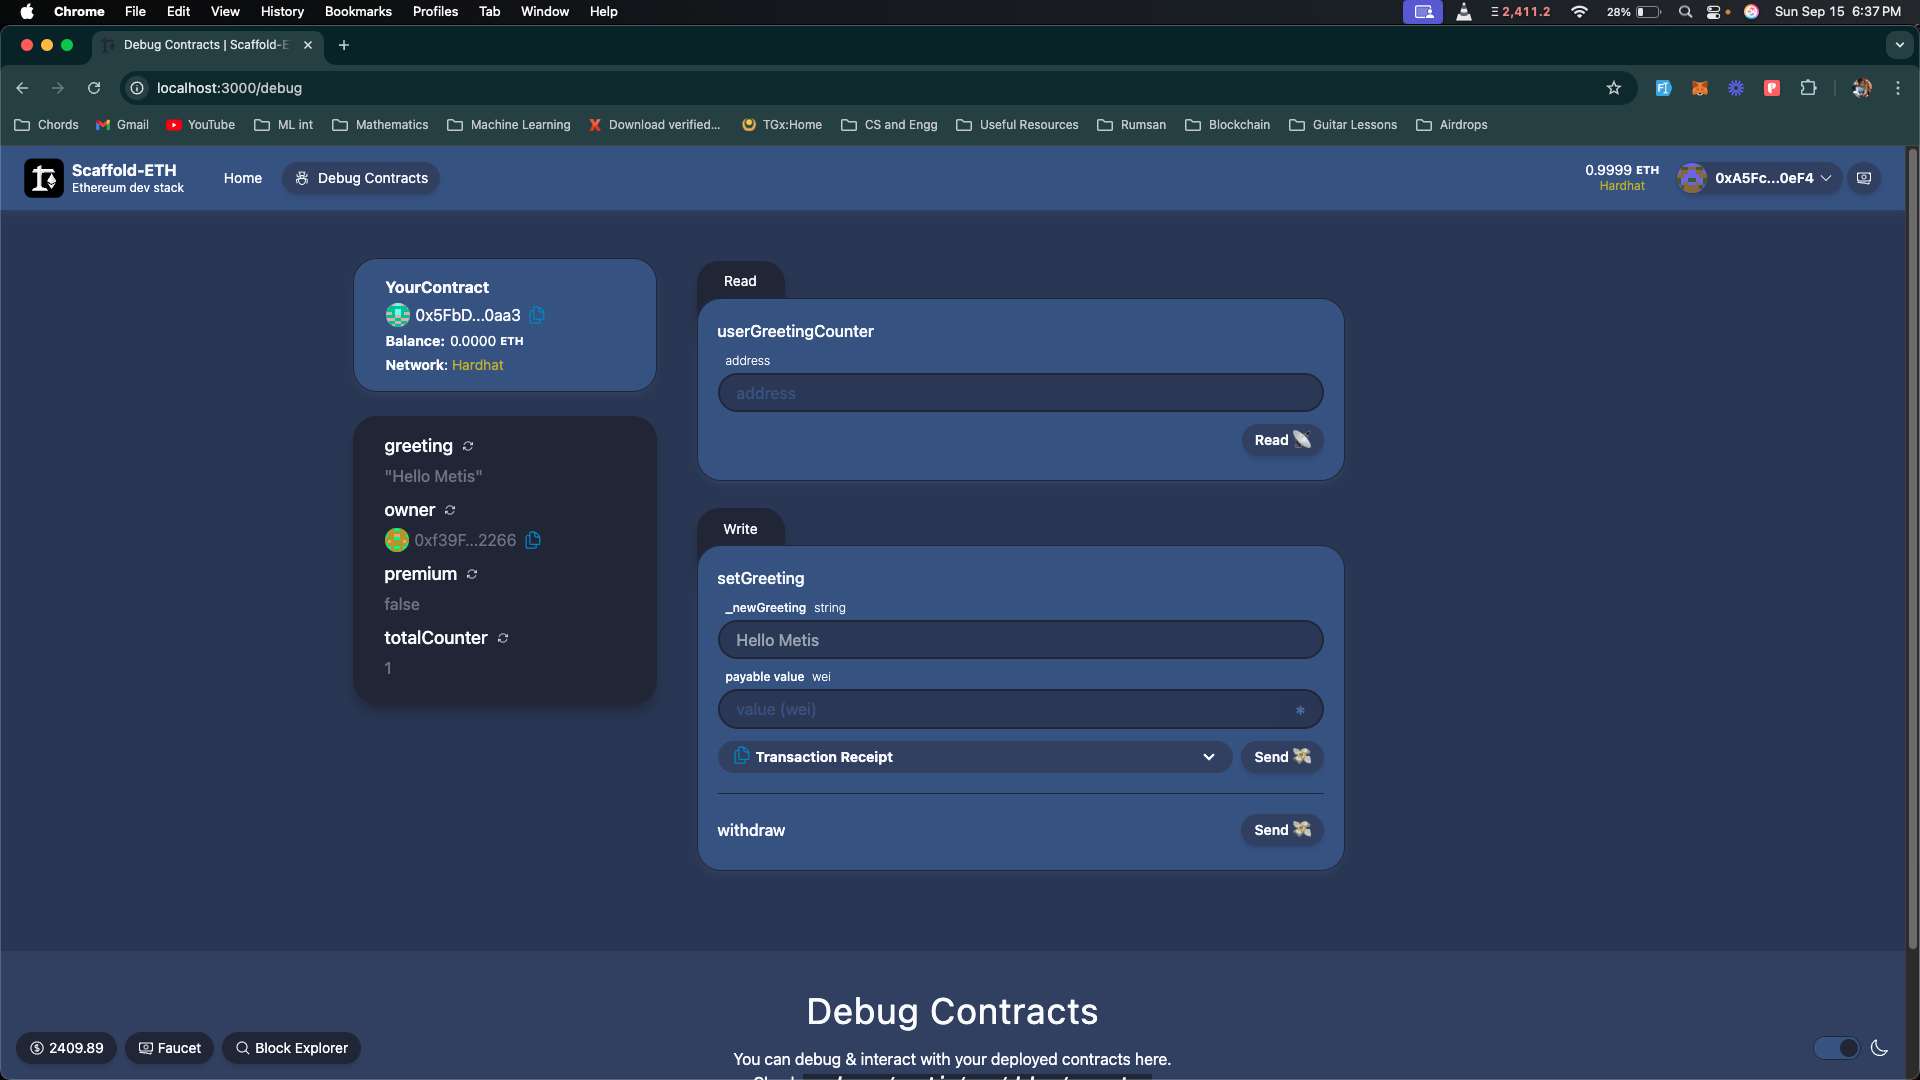 Chrome File Edit View History Bookmarks Profiles Tab Window Help
Ξ 2,411.2 28% Sun Sep 15 6:37 PM
Debug Contracts | Scaffold-E
localhost:3000/debug
Chords Gmail YouTube ML int Mathematics Machine Learning Download verified... TGx:Home CS and Engg Useful Resources Rumsan Blockchain Guitar Lessons Airdrops
Scaffold-ETH
Ethereum dev stack
Home
Debug Contracts
0.9999 ETH
Hardhat
0xA5Fc...0eF4
YourContract
0x5FbD...0aa3
Balance: 0.0000 ETH
Network: Hardhat
greeting
"Hello Metis"
owner
0xf39F...2266
premium
false
totalCounter
1
Read
userGreetingCounter
address
address
Read
Write
setGreeting
_newGreeting string
Hello Metis
payable value wei
value (wei) *
Transaction Receipt
Send
withdraw
Send
Debug Contracts
You can debug & interact with your deployed contracts here.
2409.89
Faucet
Block Explorer